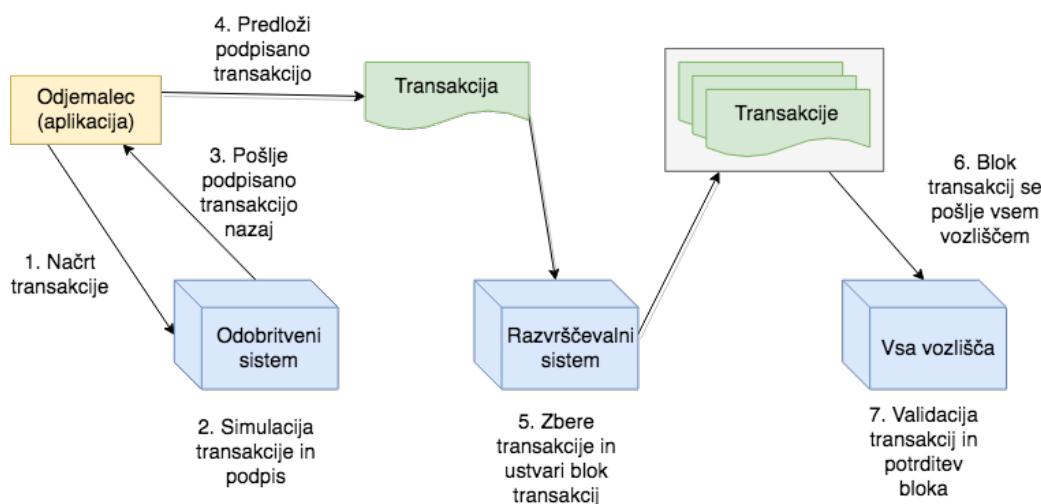 4. Predloži
podpisano
transakcijo
Odjemalec
(aplikacija)
Transakcija
Transakcije
3. Pošlje
podpisano
transakcijo
nazaj
6. Blok
transakcij se
pošlje vsem
vozliščem
1. Načrt
transakcije
Odobritveni
sistem
Razvrščevalni
sistem
Vsa vozlišča
2. Simulacija
transakcije in
podpis
5. Zbere
transakcije in
ustvari blok
transakcij
7. Validacija
transakcij in
potrditev
bloka